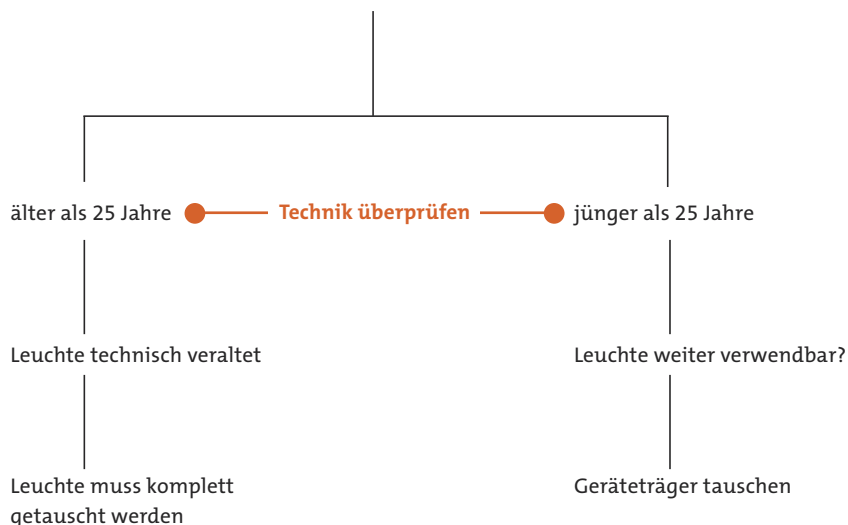 älter als 25 Jahre
Technik überprüfen
jünger als 25 Jahre
Leuchte technisch veraltet
Leuchte weiter verwendbar?
Leuchte muss komplett
getauscht werden
Geräteträger tauschen